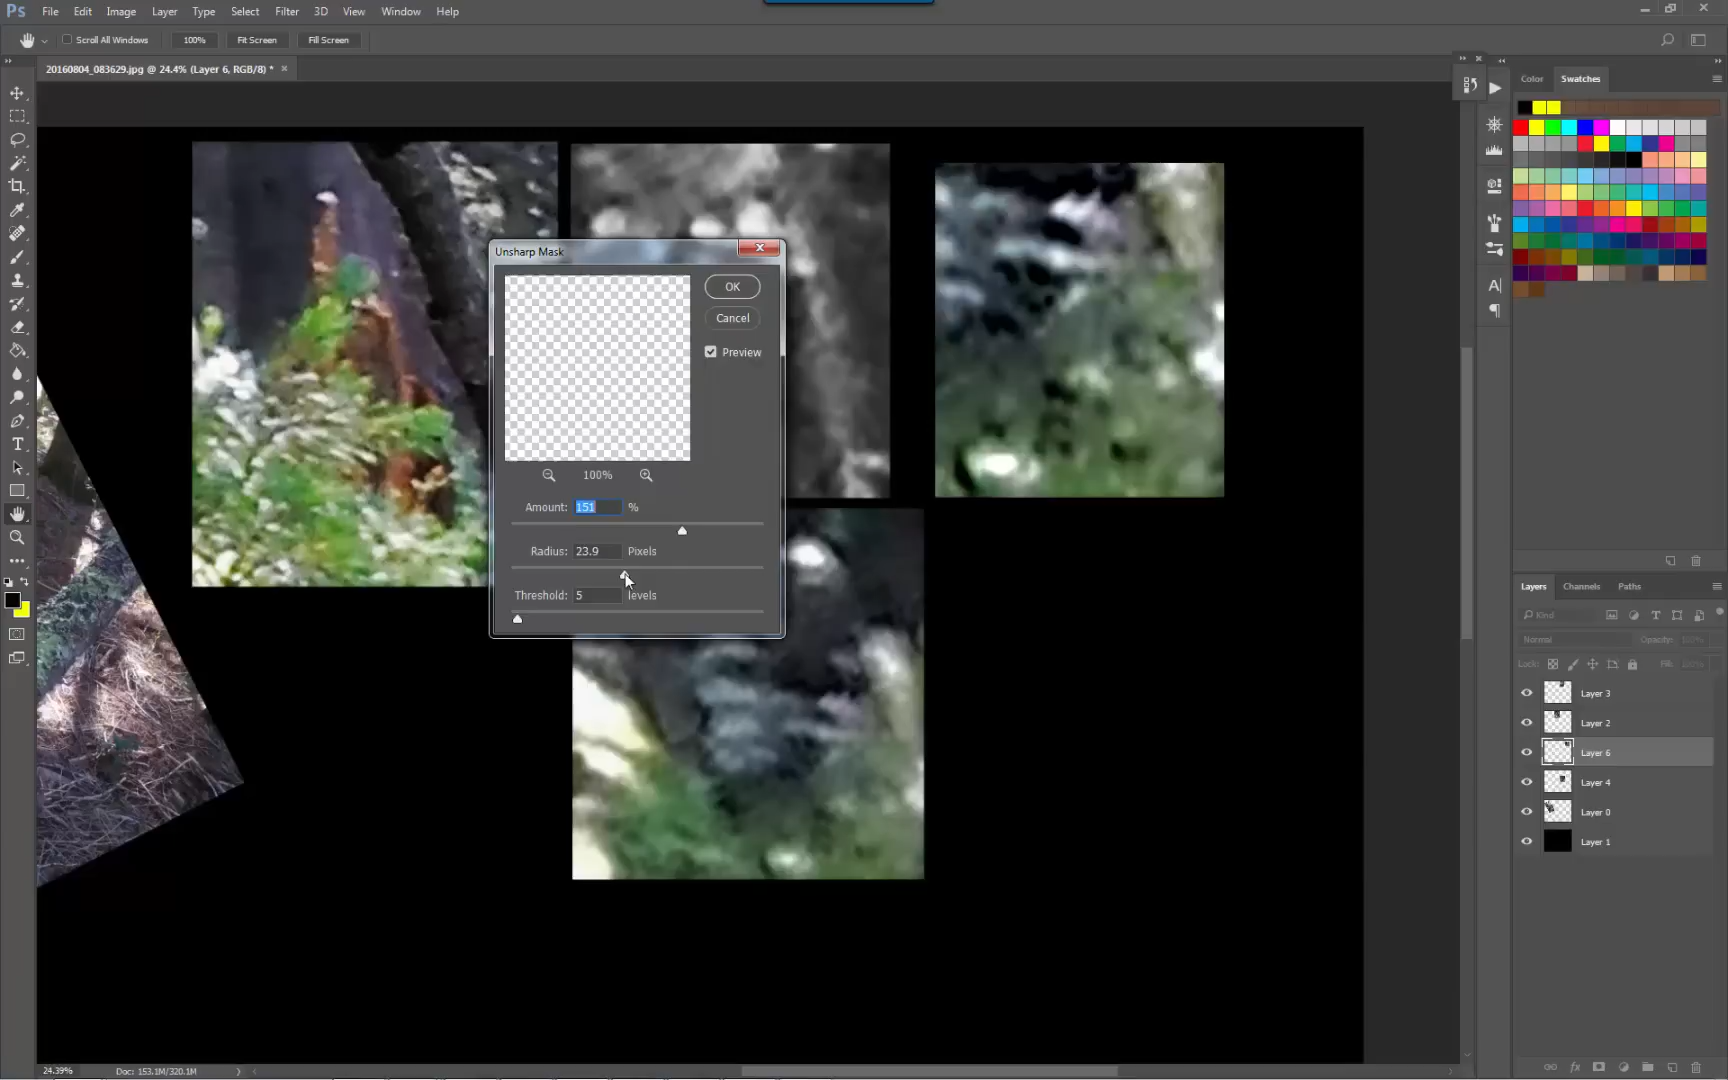 Ps File Edit Image Layer Type Select Filter 3D View Window Help
Scroll All Windows 100% Fit Screen Fill Screen
20160804_083629.jpg @ 24.4% (Layer 6, RGB/8) *
Color Swatches
Unsharp Mask
OK
Cancel
Preview
100%
Amount: 151 %
Radius: 23.9 Pixels
Threshold: 5 levels
Layers Channels Paths
Kind
Normal Opacity: 100%
Lock: Fill: 100%
Layer 3
Layer 2
Layer 6
Layer 4
Layer 0
Layer 1
24.39% Doc: 153.1M/320.1M